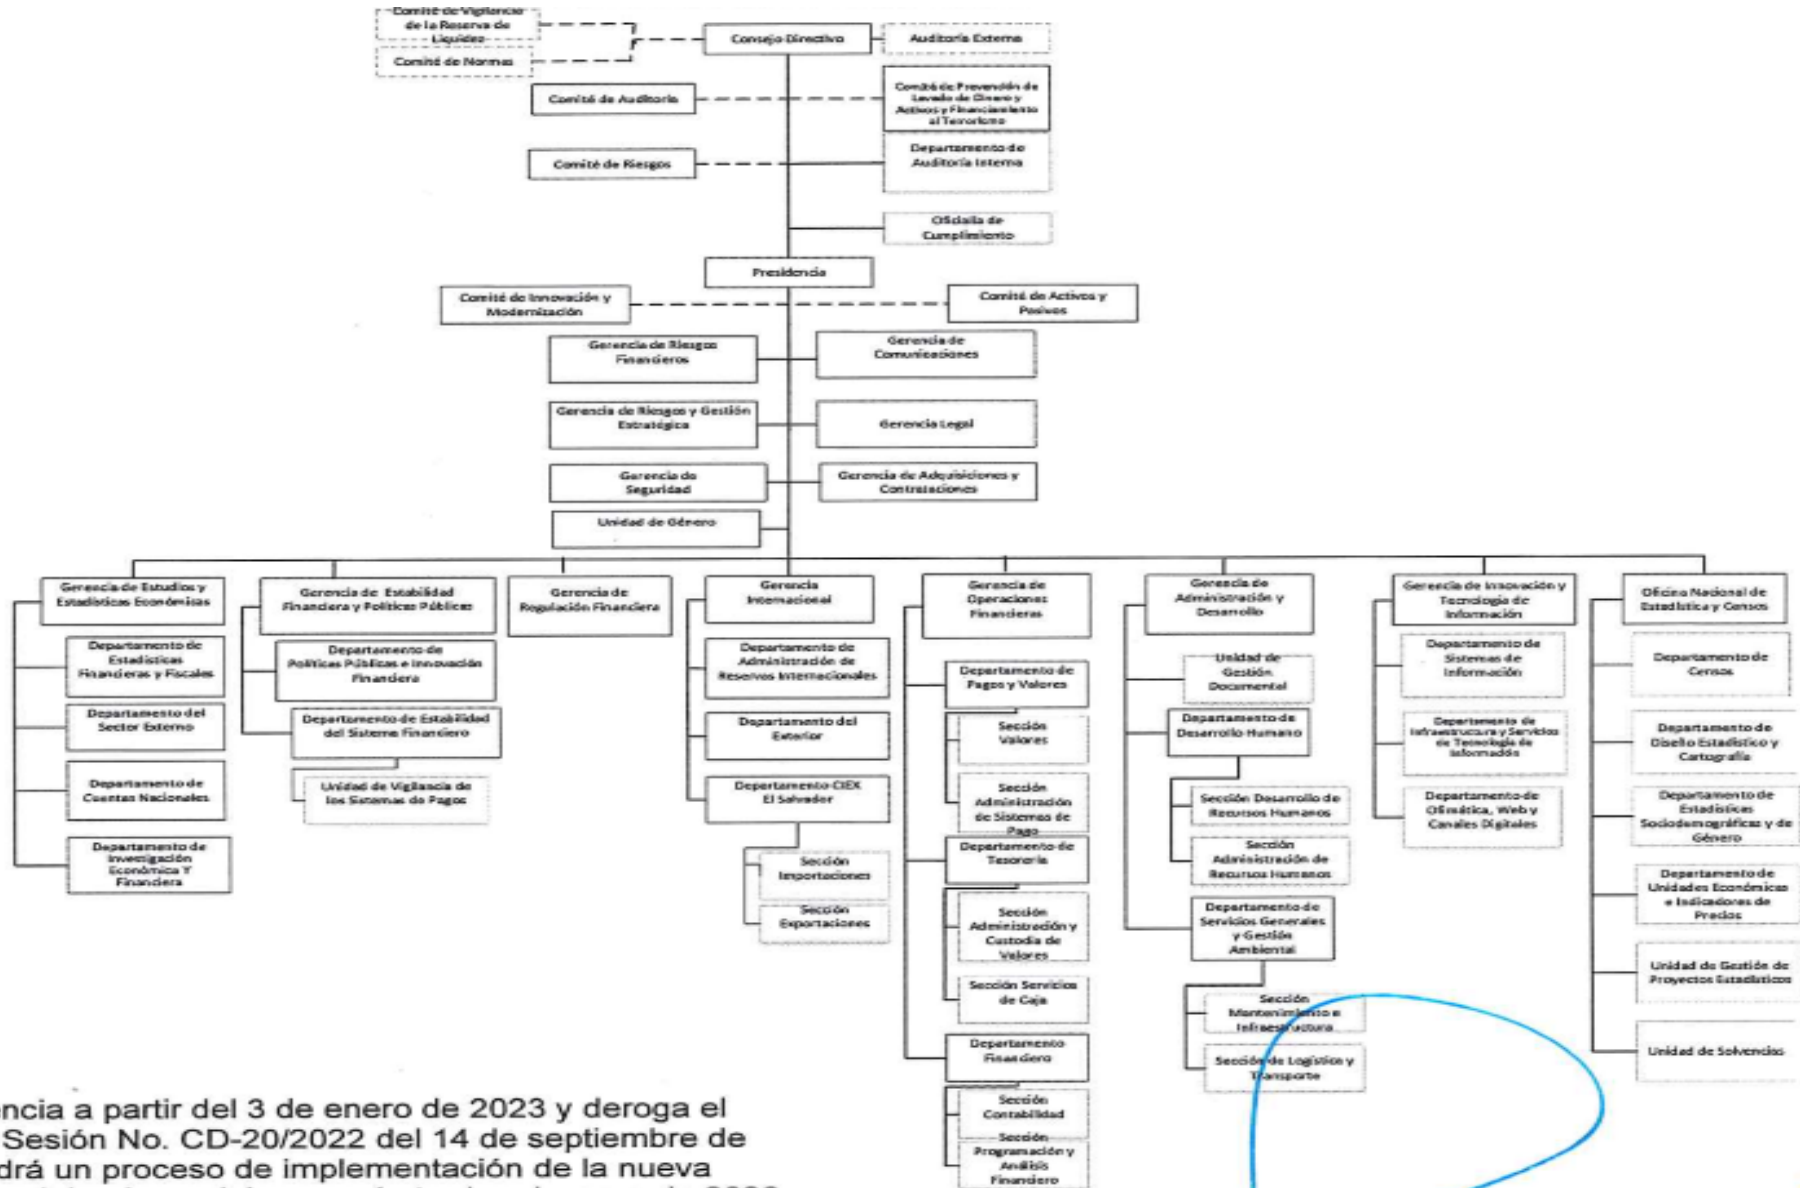 Comité de Vigilancia
de la Reserva de
Liquidez
Comité de Normas
Consejo Directivo
Auditoría Externa
Comité de Auditoría
Comité de Prevención de
Lavado de Dinero y
Activos y Financiamiento
al Terrorismo
Comité de Riesgos
Departamento de
Auditoría Interna
Oficialía de
Cumplimiento
Presidencia
Comité de Innovación y
Modernización
Comité de Activos y
Pasivos
Gerencia de Riesgos
Financieros
Gerencia de
Comunicaciones
Gerencia de Riesgos y Gestión
Estratégica
Gerencia Legal
Gerencia de
Seguridad
Gerencia de Adquisiciones y
Contrataciones
Unidad de Género
Gerencia de Estudios y
Estadísticas Económicas
Departamento de
Estadísticas
Financieras y Fiscales
Departamento del
Sector Externo
Departamento de
Cuentas Nacionales
Departamento de
Investigación
Económica Y
Financiera
Gerencia de Estabilidad
Financiera y Políticas Públicas
Departamento de
Políticas Públicas e Innovación
Financiera
Departamento de Estabilidad
del Sistema Financiero
Unidad de Vigilancia de
los Sistemas de Pagos
Gerencia de
Regulación Financiera
Gerencia
Internacional
Departamento de
Administración de
Reservas Internacionales
Departamento del
Exterior
Departamento CIEX
El Salvador
Sección
Importaciones
Sección
Exportaciones
Gerencia de
Operaciones
Financieras
Departamento de
Pagos y Valores
Sección
Valores
Sección
Administración
de Sistemas de
Pago
Departamento de
Tesorería
Sección
Administración y
Custodia de
Valores
Sección Servicios
de Caja
Departamento
Financiero
Sección
Contabilidad
Sección
Programación y
Análisis
Financiero
Gerencia de
Administración y
Desarrollo
Unidad de
Gestión
Documental
Departamento de
Desarrollo Humano
Sección Desarrollo de
Recursos Humanos
Sección
Administración de
Recursos Humanos
Departamento de
Servicios Generales
y Gestión
Ambiental
Sección
Mantenimiento e
Infraestructura
Sección de Logística y
Transporte
Gerencia de Innovación y
Tecnología de
Información
Departamento de
Sistemas de
Información
Departamento de
Infraestructura y Servicios
de Tecnología de
Información
Departamento de
Ofimática, Web y
Canales Digitales
Oficina Nacional de
Estadística y Censos
Departamento de
Censos
Departamento de
Diseño Estadístico y
Cartografía
Departamento de
Estadísticas
Sociodemográficas y de
Género
Departamento de
Unidades Económicas
e Indicadores de
Precios
Unidad de Gestión de
Proyectos Estadísticos
Unidad de Solvencias
encia a partir del 3 de enero de 2023 y deroga el
Sesión No. CD-20/2022 del 14 de septiembre de
drá un proceso de implementación de la nueva